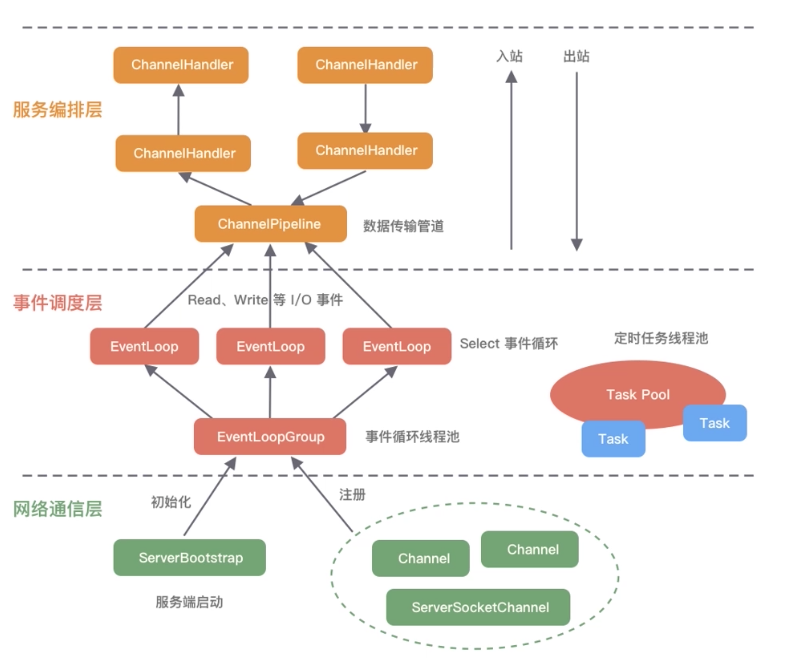 ChannelHandler
ChannelHandler
入站
出站
服务编排层
ChannelHandler
ChannelHandler
ChannelPipeline
数据传输管道
事件调度层
Read、Write 等 I/O 事件
EventLoop
EventLoop
EventLoop
Select 事件循环
定时任务线程池
Task Pool
Task
Task
EventLoopGroup
事件循环线程池
网络通信层
初始化
注册
ServerBootstrap
服务端启动
Channel
Channel
ServerSocketChannel